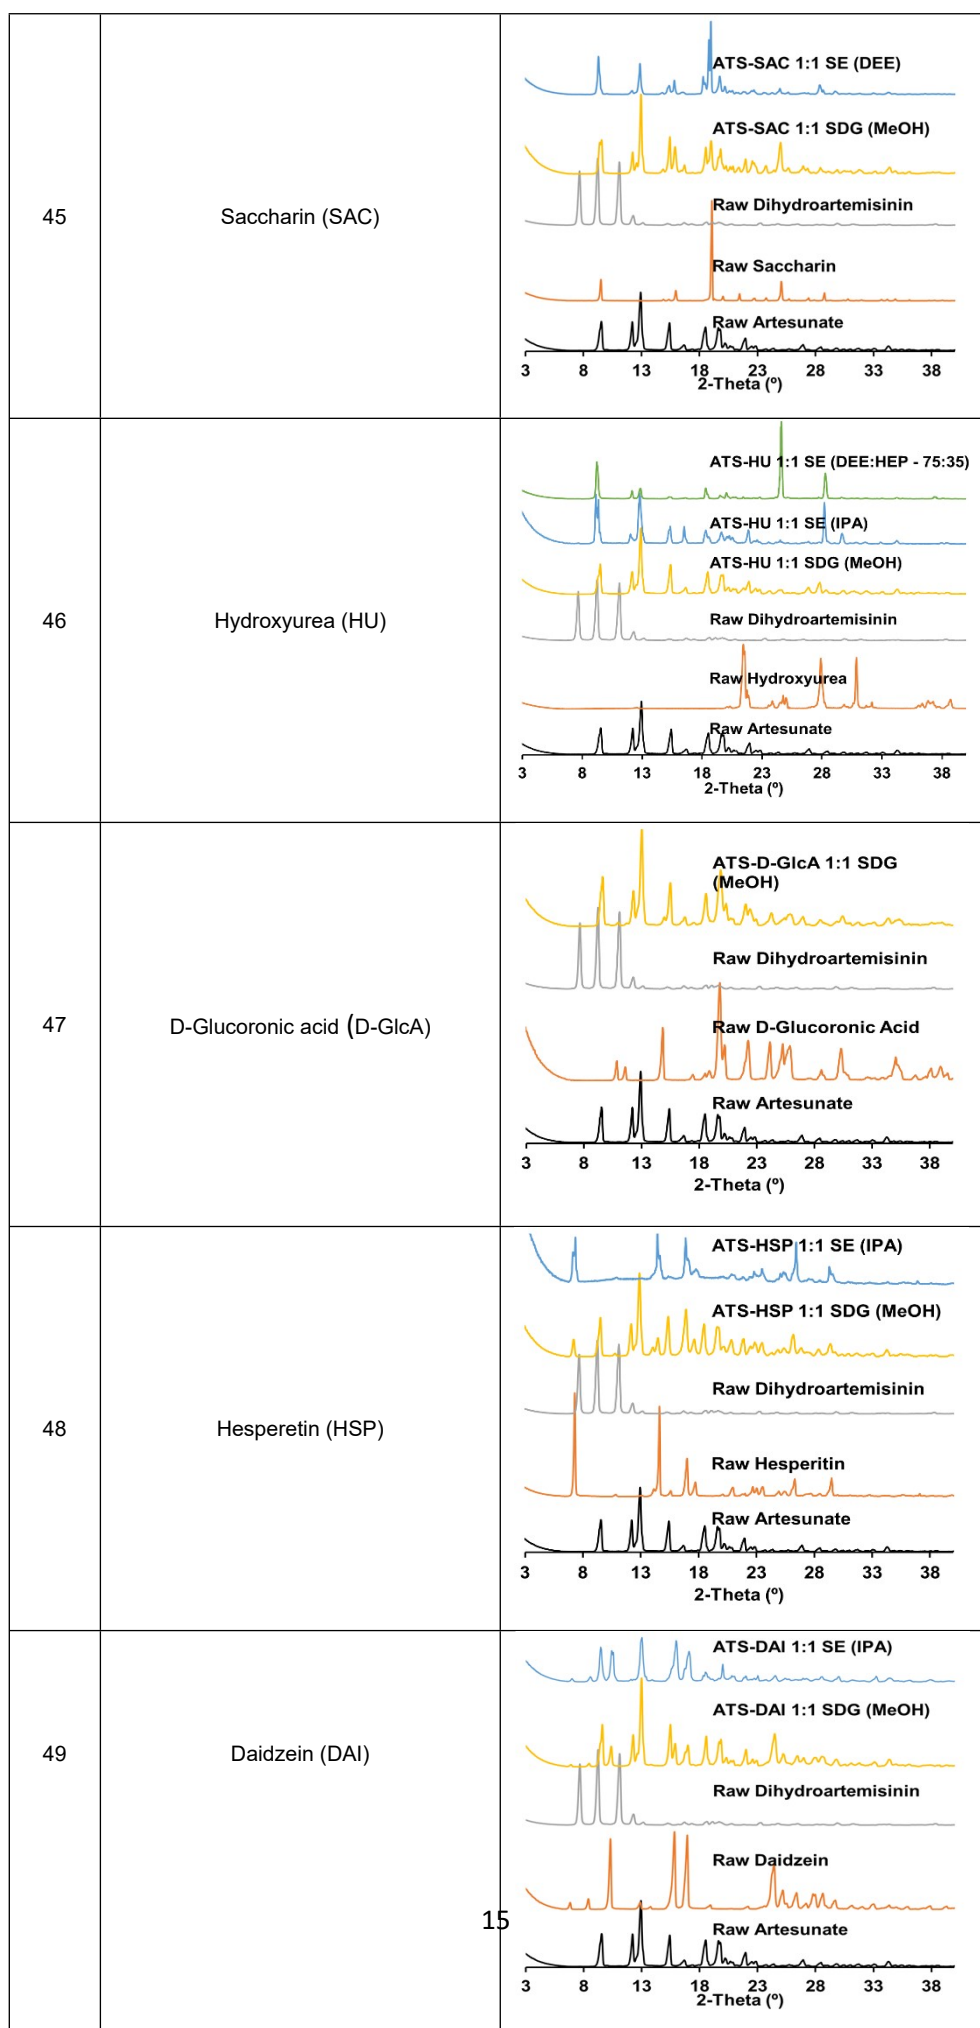 45
Saccharin (SAC)
ATS-SAC 1:1 SE (DEE)
ATS-SAC 1:1 SDG (MeOH)
Raw Dihydroartemisinin
Raw Saccharin
Raw Artesunate
3 8 13 18 23 28 33 38
2-Theta (º)
46
Hydroxyurea (HU)
ATS-HU 1:1 SE (DEE:HEP - 75:35)
ATS-HU 1:1 SE (IPA)
ATS-HU 1:1 SDG (MeOH)
Raw Dihydroartemisinin
Raw Hydroxyurea
Raw Artesunate
3 8 13 18 23 28 33 38
2-Theta (º)
47
D-Glucoronic acid (D-GlcA)
ATS-D-GlcA 1:1 SDG
(MeOH)
Raw Dihydroartemisinin
Raw D-Glucoronic Acid
Raw Artesunate
3 8 13 18 23 28 33 38
2-Theta (º)
48
Hesperetin (HSP)
ATS-HSP 1:1 SE (IPA)
ATS-HSP 1:1 SDG (MeOH)
Raw Dihydroartemisinin
Raw Hesperitin
Raw Artesunate
3 8 13 18 23 28 33 38
2-Theta (º)
49
Daidzein (DAI)
ATS-DAI 1:1 SE (IPA)
ATS-DAI 1:1 SDG (MeOH)
Raw Dihydroartemisinin
Raw Daidzein
Raw Artesunate
3 8 13 18 23 28 33 38
2-Theta (º)
15